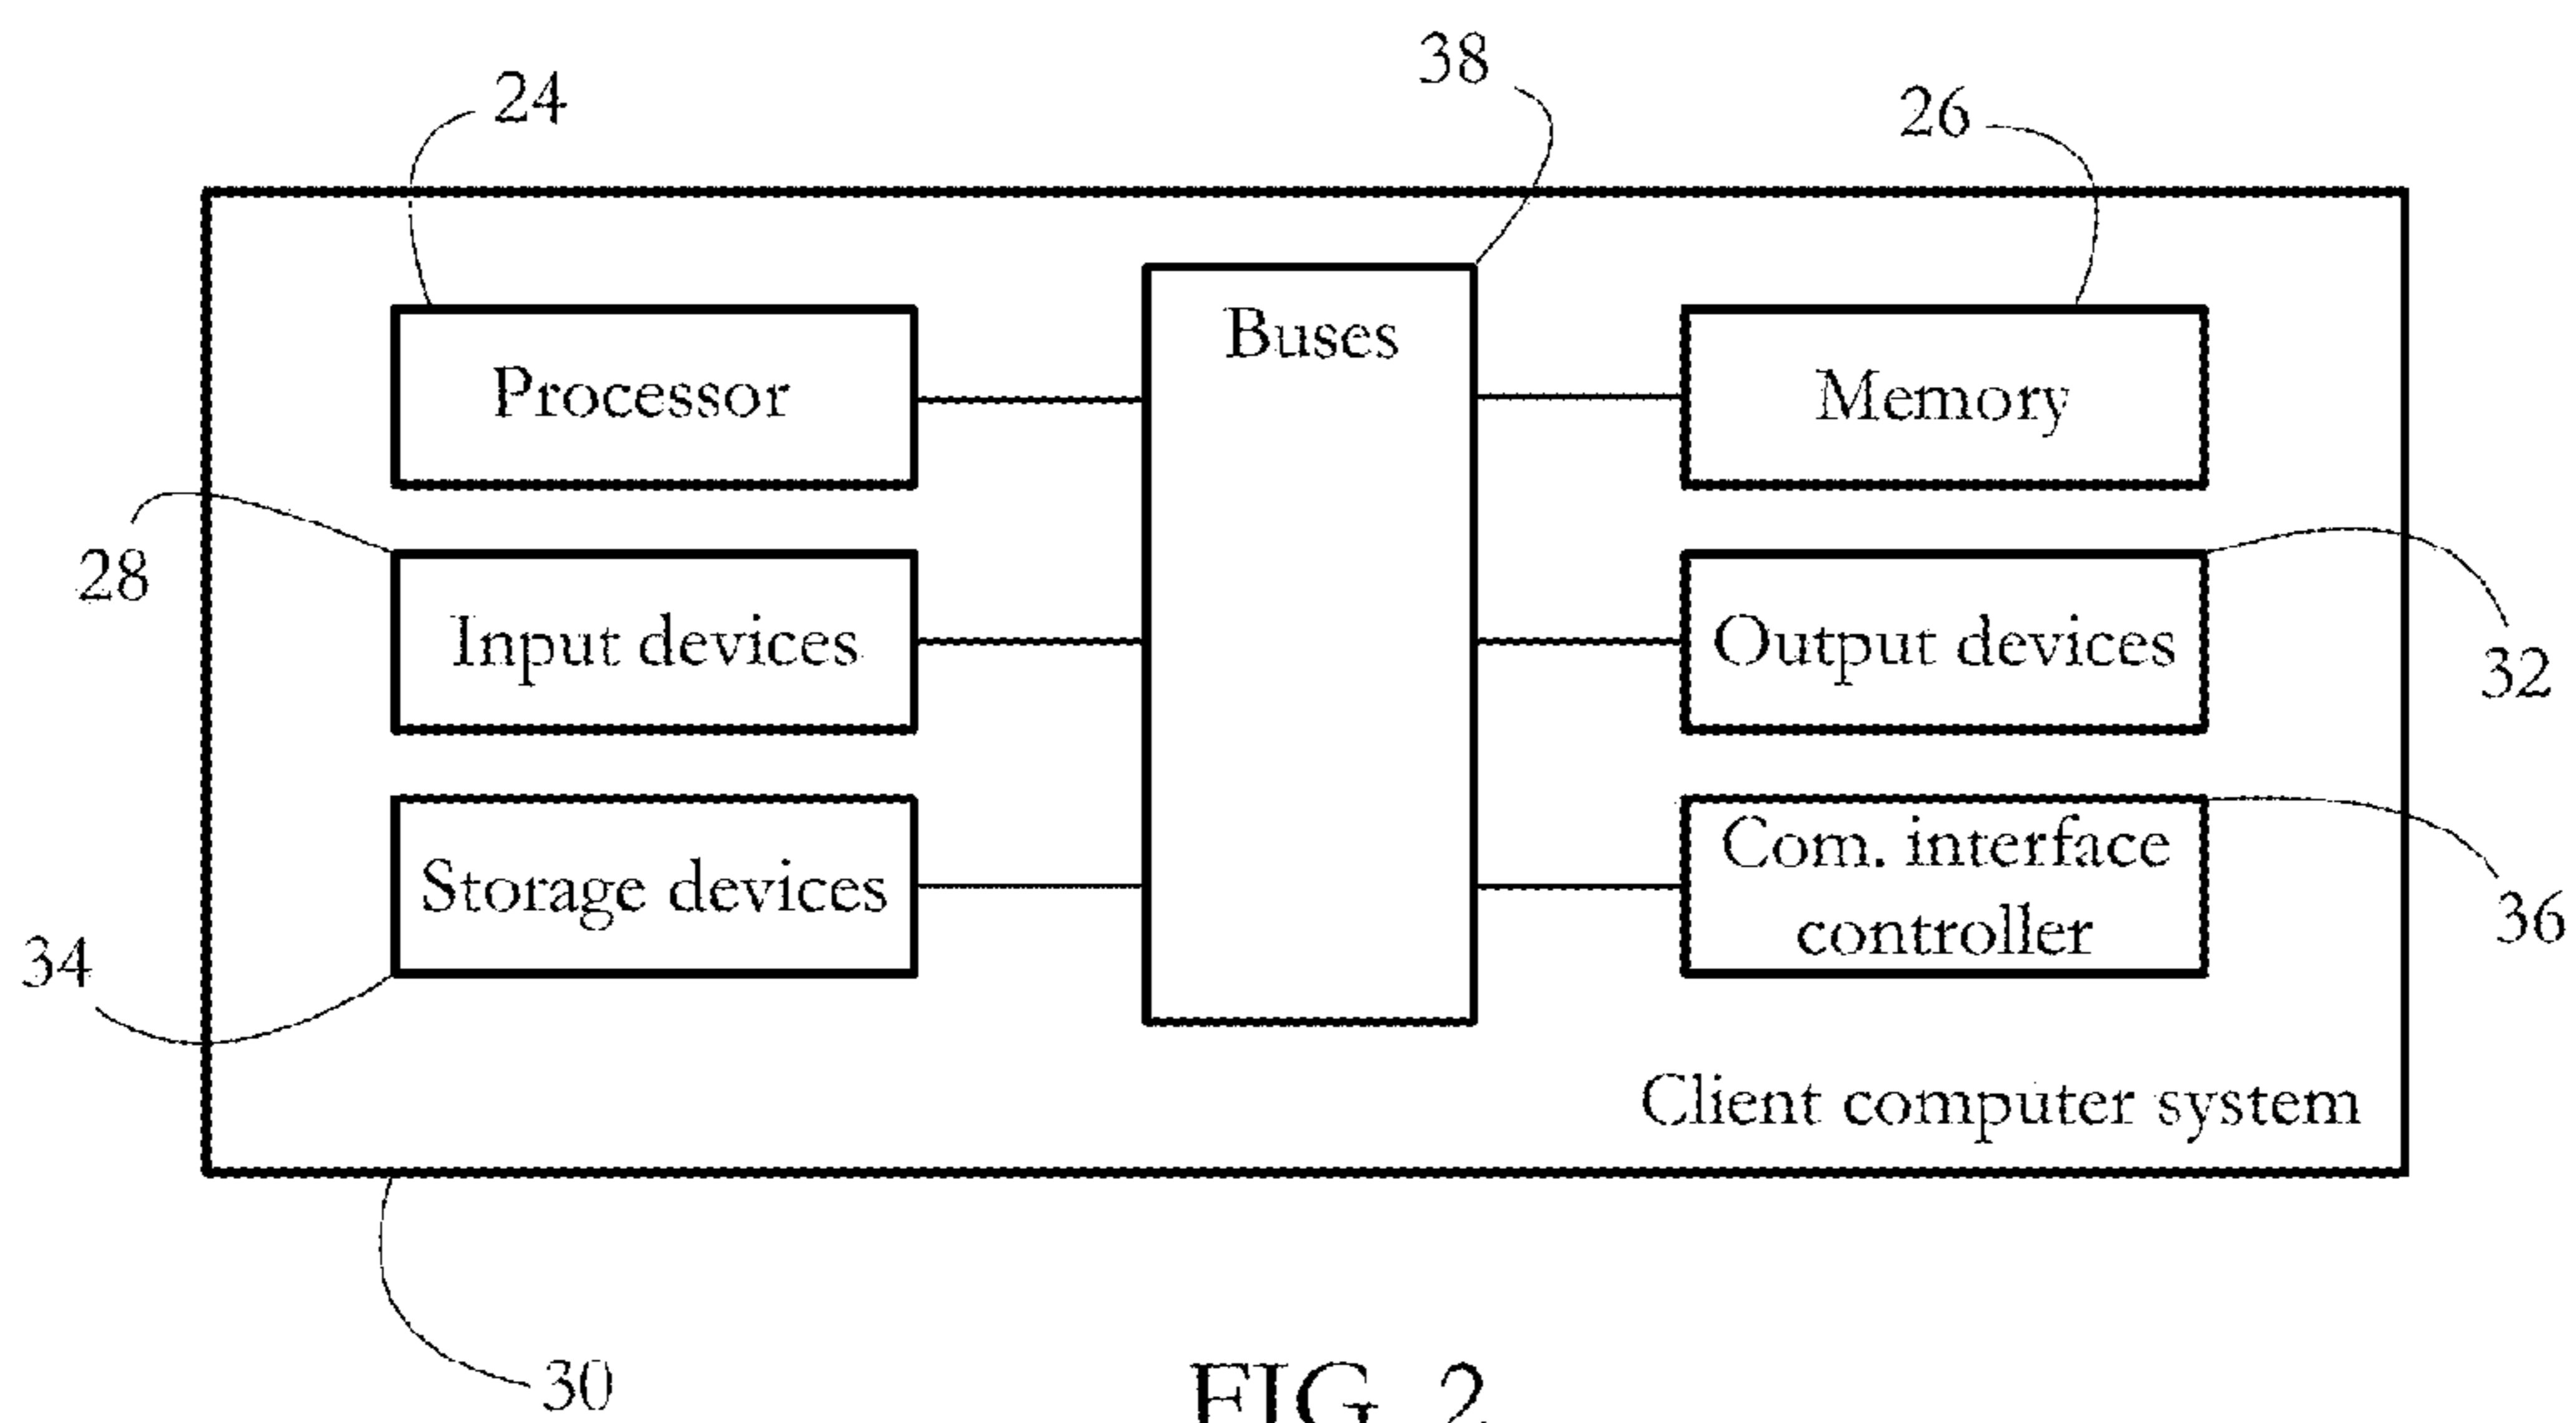 38
24
26
Buses
Processor
Memory
28
Input devices
Output devices
32
Com. interface
controller
Storage devices
36
34
Client computer system
30
FIG. 2